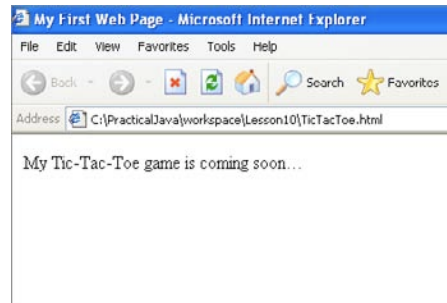 My First Web Page - Microsoft Internet Explorer
File Edit View Favorites Tools Help
Back Search Favorites
Address C:\PracticalJava\workspace\Lesson10\TicTacToe.html
My Tic-Tac-Toe game is coming soon...